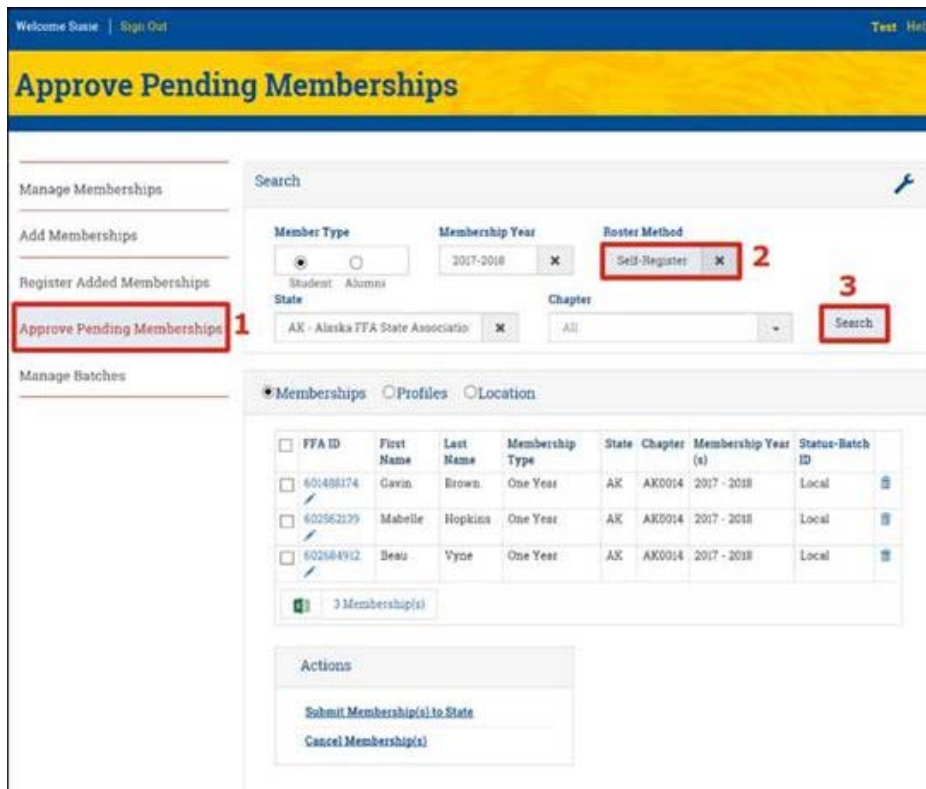 Welcome Susie | Sign Out
Test Hel
Approve Pending Memberships
Manage Memberships
Add Memberships
Register Added Memberships
Approve Pending Memberships 1
Manage Batches
Search
Member Type Membership Year Roster Method
2017-2018 Self-Register 2
Student Alumni
State Chapter 3
AK - Alaska FFA State Associatio All Search
Memberships Profiles Location
FFA ID First Name Last Name Membership Type State Chapter Membership Year (s) Status-Batch ID
601488174 Gavin Brown One Year AK AK0014 2017 - 2018 Local
602562139 Mabelle Hopkins One Year AK AK0014 2017 - 2018 Local
602684912 Beau Vyne One Year AK AK0014 2017 - 2018 Local
3 Membership(s)
Actions
Submit Membership(s) to State
Cancel Membership(s)